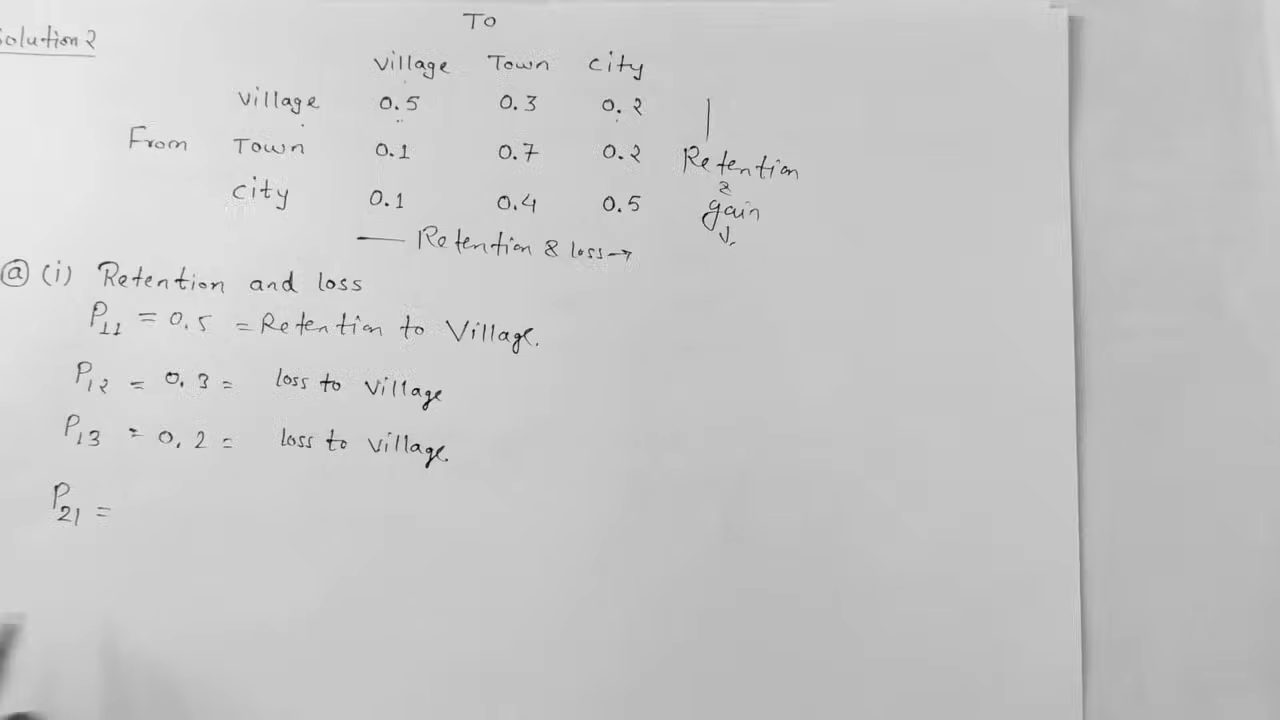 Solution 2
To
village Town city
village 0.5 0.3 0.2
From Town 0.1 0.7 0.2 Retention
&
city 0.1 0.4 0.5 gain
Retention & loss →
ⓐ (i) Retention and loss
P11 = 0.5 = Retention to Village.
P12 = 0.3 = loss to village
P13 = 0.2 = loss to village
P21 =